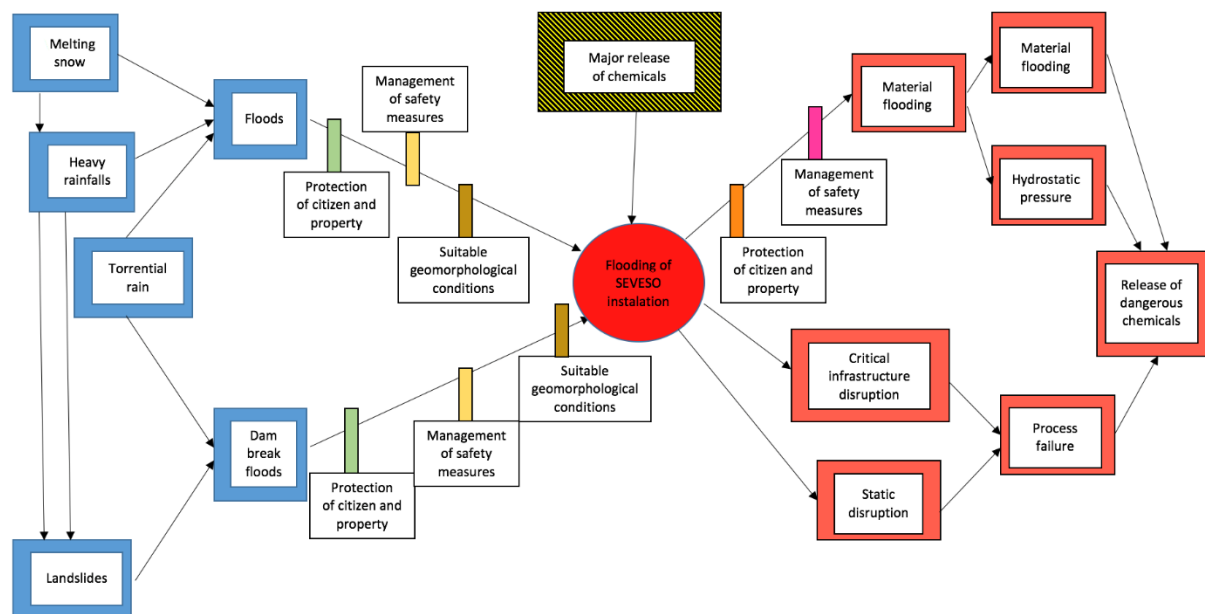 Melting
snow
Heavy
rainfalls
Torrential
rain
Landslides
Floods
Dam
break
floods
Management
of safety
measures
Protection
of citizen and
property
Suitable
geomorphological
conditions
Protection
of citizen and
property
Management
of safety
measures
Suitable
geomorphological
conditions
Major release
of chemicals
Flooding of
SEVESO
instalation
Protection
of citizen and
property
Management
of safety
measures
Material
flooding
Material
flooding
Hydrostatic
pressure
Critical
infrastructure
disruption
Static
disruption
Process
failure
Release of
dangerous
chemicals